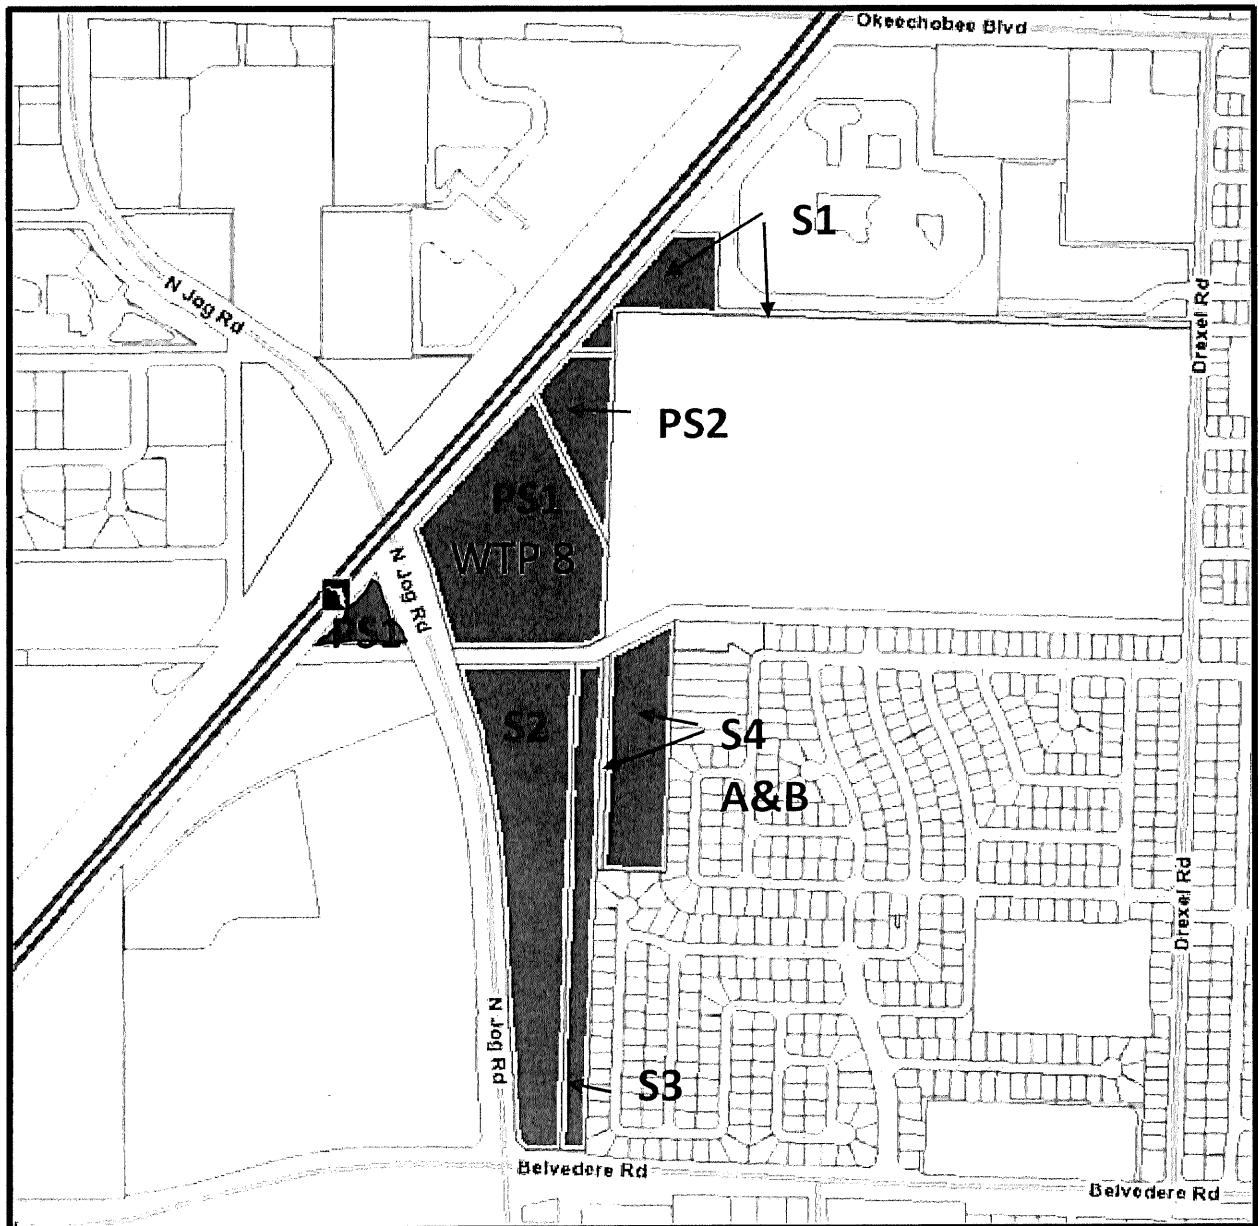 Okeechobee Blvd
S1
N Jog Rd
Drexel Rd
PS2
PS1
WTP 8
N Jog Rd
PS1
S2
S4
A&B
Drexel Rd
N Jog Rd
S3
Belvedere Rd
Belvedere Rd